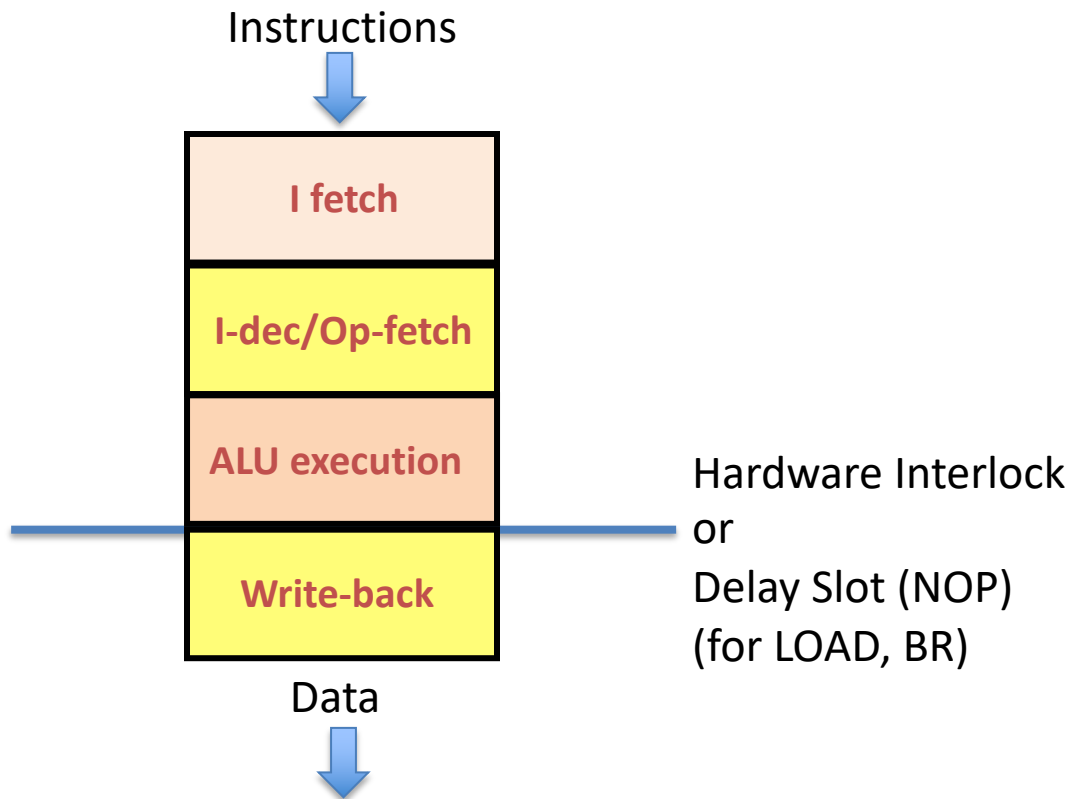 Instructions
I fetch
I-dec/Op-fetch
ALU execution
Hardware Interlock
or
Delay Slot (NOP)
(for LOAD, BR)
Write-back
Data